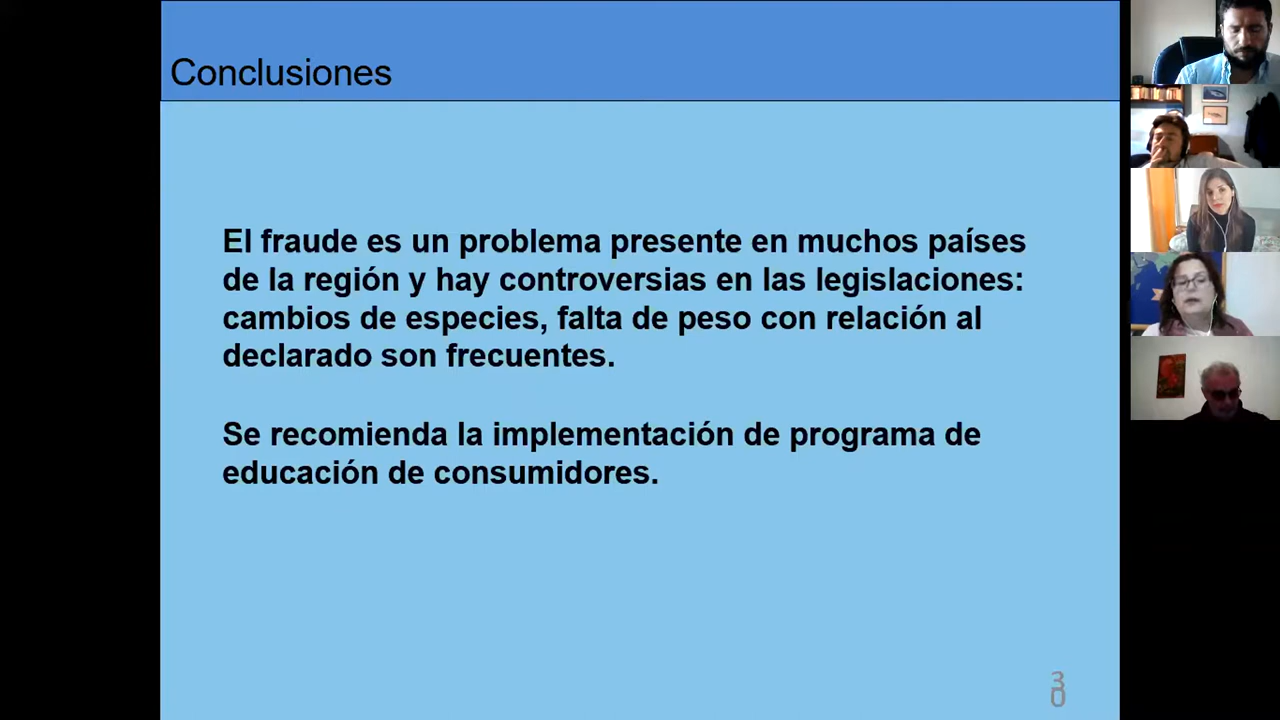 Conclusiones
El fraude es un problema presente en muchos países
de la región y hay controversias en las legislaciones:
cambios de especies, falta de peso con relación al
declarado son frecuentes.
Se recomienda la implementación de programa de
educación de consumidores.
3
0